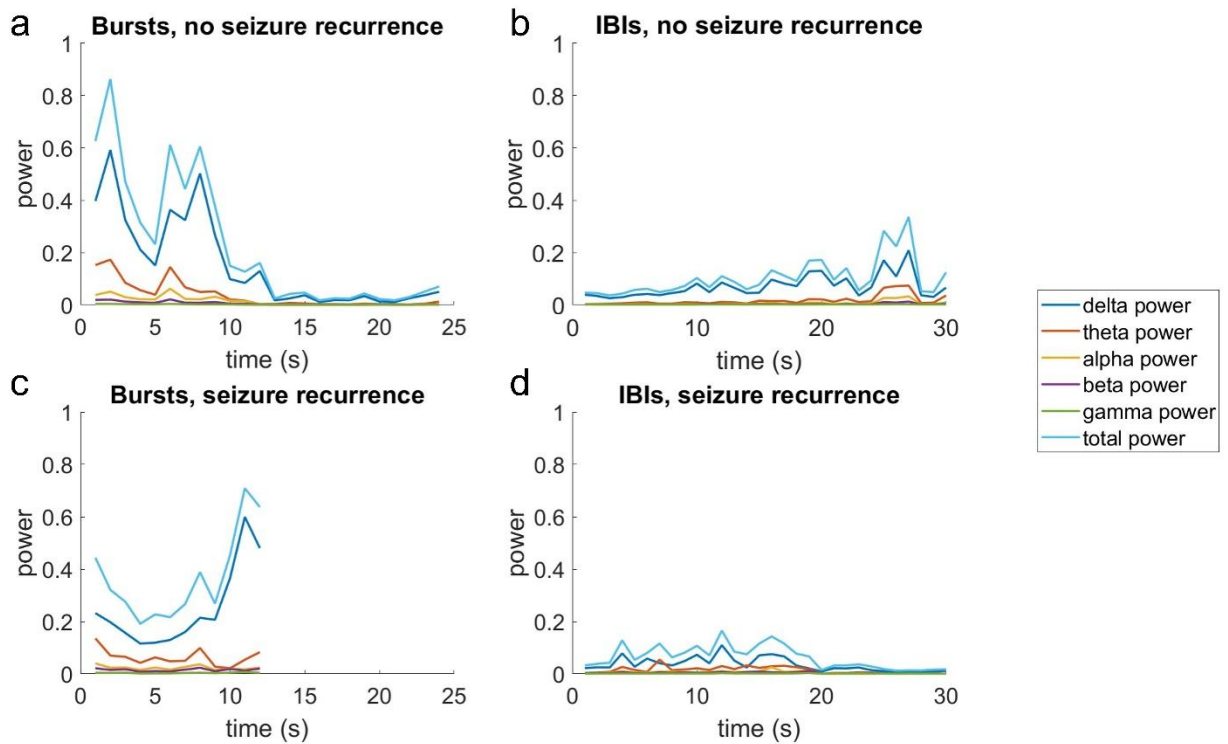 a
Bursts, no seizure recurrence
1
0.8
0.6
0.4
0.2
0
power
0 5 10 15 20 25
time (s)
b
IBIs, no seizure recurrence
1
0.8
0.6
0.4
0.2
0
power
0 10 20 30
time (s)
c
Bursts, seizure recurrence
1
0.8
0.6
0.4
0.2
0
power
0 5 10 15 20 25
time (s)
d
IBIs, seizure recurrence
1
0.8
0.6
0.4
0.2
0
power
0 10 20 30
time (s)
delta power
theta power
alpha power
beta power
gamma power
total power